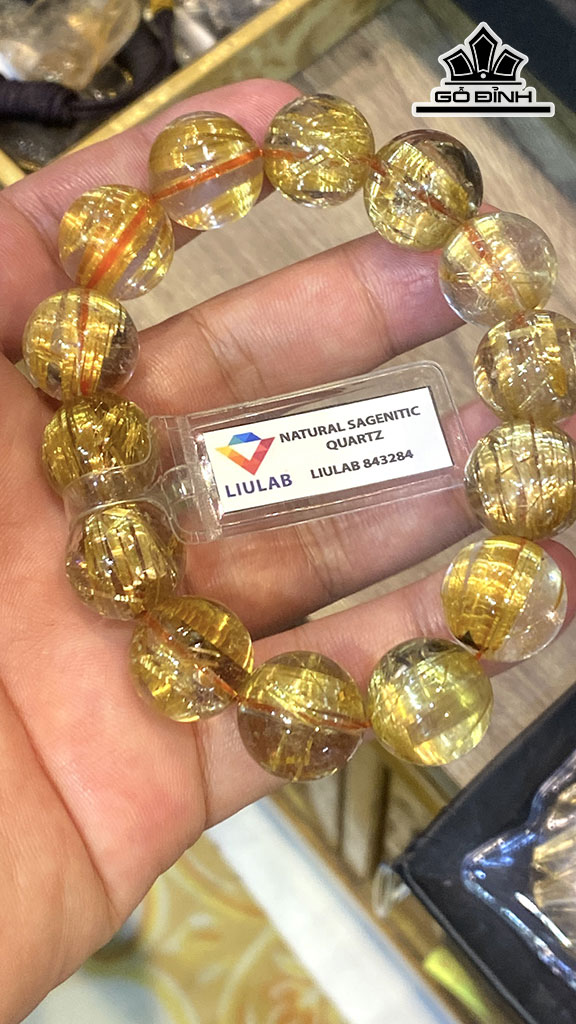 GỖ ĐỈNH
NATURAL SAGENITIC
QUARTZ
LIULAB
LIULAB 843284